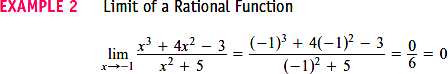 EXAMPLE 2 Limit of a Rational Function
lim x→−1 (x³ + 4x² − 3)/(x² + 5) = ((−1)³ + 4(−1)² − 3)/((−1)² + 5) = 0/6 = 0